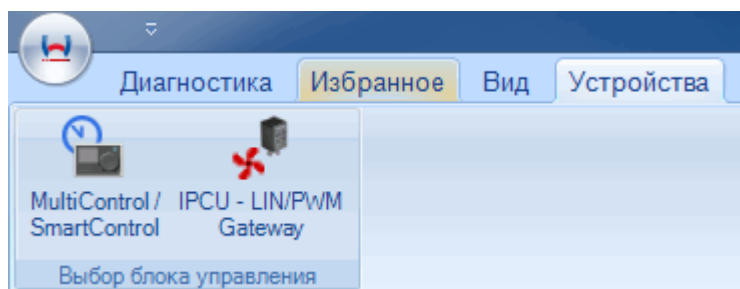 Диагностика Избранное Вид Устройства
MultiControl / IPCU - LIN/PWM
SmartControl Gateway
Выбор блока управления